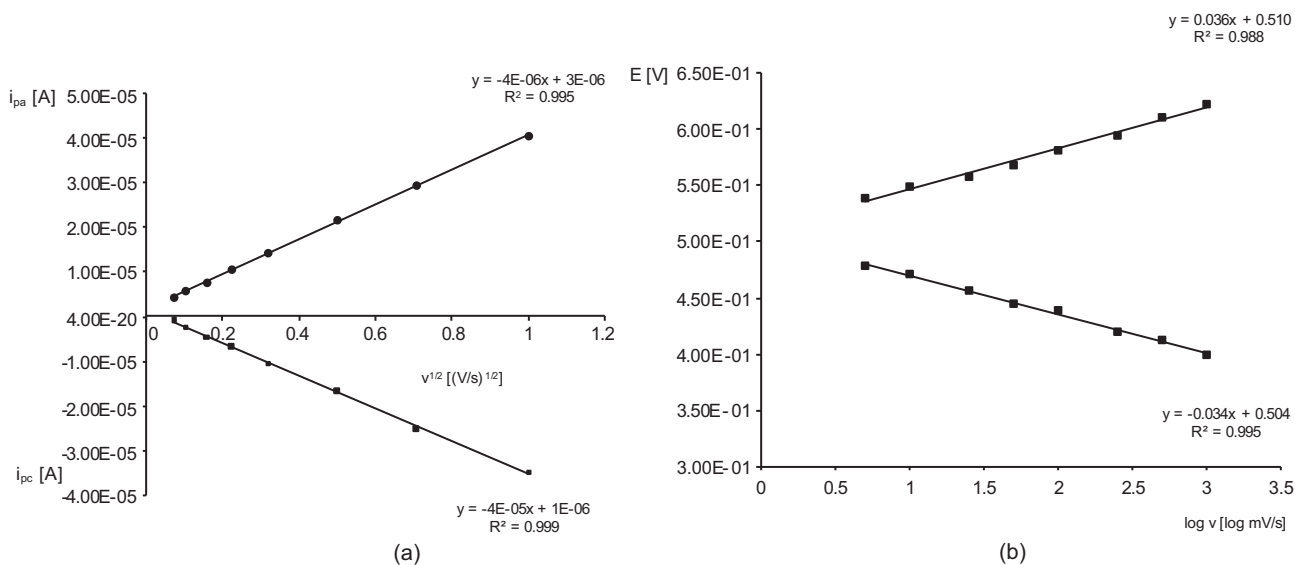 y = -4E-06x + 3E-06
R² = 0.995
i_pa [A]
5.00E-05
4.00E-05
3.00E-05
2.00E-05
1.00E-05
4.00E-20
-1.00E-05
-2.00E-05
-3.00E-05
-4.00E-05
0 0.2 0.4 0.6 0.8 1 1.2
v^1/2 [(V/s)^1/2]
i_pc [A]
y = -4E-05x + 1E-06
R² = 0.999
(a)
y = 0.036x + 0.510
R² = 0.988
E [V]
6.50E-01
6.00E-01
5.50E-01
5.00E-01
4.50E-01
4.00E-01
3.50E-01
3.00E-01
y = -0.034x + 0.504
R² = 0.995
0 0.5 1 1.5 2 2.5 3 3.5
log v [log mV/s]
(b)